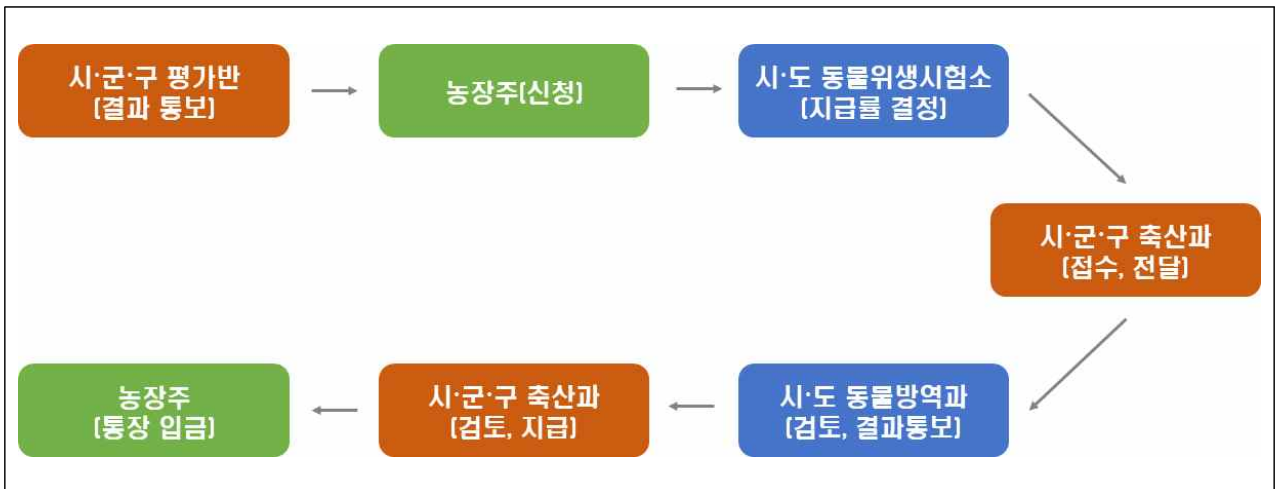 시·군·구 평가반
(결과 통보)
농장주(신청)
시·도 동물위생시험소
(지급률 결정)
시·군·구 축산과
(접수, 전달)
시·도 동물방역과
(검토, 결과통보)
시·군·구 축산과
(검토, 지급)
농장주
(통장 입금)